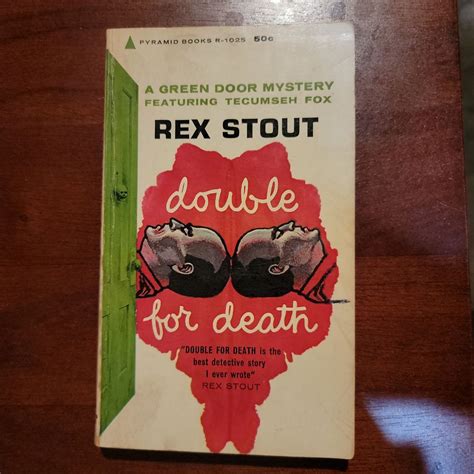 PYRAMID BOOKS R-1025 50¢
A GREEN DOOR MYSTERY
FEATURING TECUMSEH FOX
REX STOUT
double
for death
"DOUBLE FOR DEATH is the
best detective story
I ever wrote"
REX STOUT